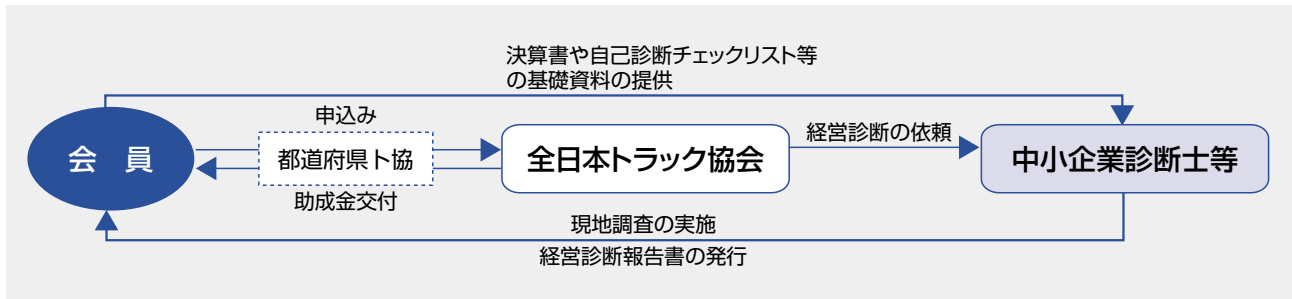 決算書や自己診断チェックリスト等
の基礎資料の提供
申込み
会　員
都道府県ト協
全日本トラック協会
経営診断の依頼
中小企業診断士等
助成金交付
現地調査の実施
経営診断報告書の発行